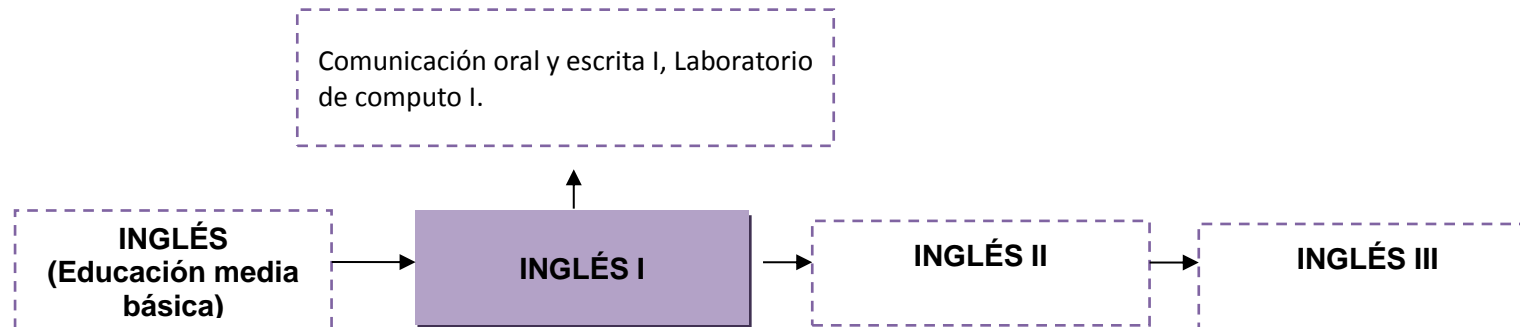 Comunicación oral y escrita I, Laboratorio
de computo I.
INGLÉS
(Educación media
básica)
INGLÉS I
INGLÉS II
INGLÉS III